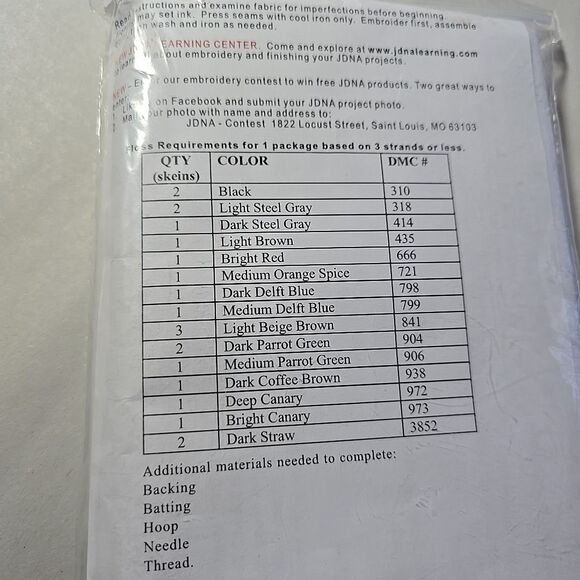 ructions and examine fabric for imperfections before beginning.
may set ink. Press seams with cool iron only. Embroider first, assemble
wash and iron as needed.
LEARNING CENTER. Come and explore at www.jdnalearning.com
about embroidery and finishing your JDNA projects.
our embroidery contest to win free JDNA products. Two great ways to
on Facebook and submit your JDNA project photo.
your photo with name and address to:
JDNA - Contest 1822 Locust Street, Saint Louis, MO 63103
Requirements for 1 package based on 3 strands or less.
QTY (skeins) COLOR DMC #
2 Black 310
2 Light Steel Gray 318
1 Dark Steel Gray 414
1 Light Brown 435
1 Bright Red 666
1 Medium Orange Spice 721
1 Dark Delft Blue 798
1 Medium Delft Blue 799
3 Light Beige Brown 841
2 Dark Parrot Green 904
1 Medium Parrot Green 906
1 Dark Coffee Brown 938
1 Deep Canary 972
1 Bright Canary 973
2 Dark Straw 3852
Additional materials needed to complete:
Backing
Batting
Hoop
Needle
Thread.